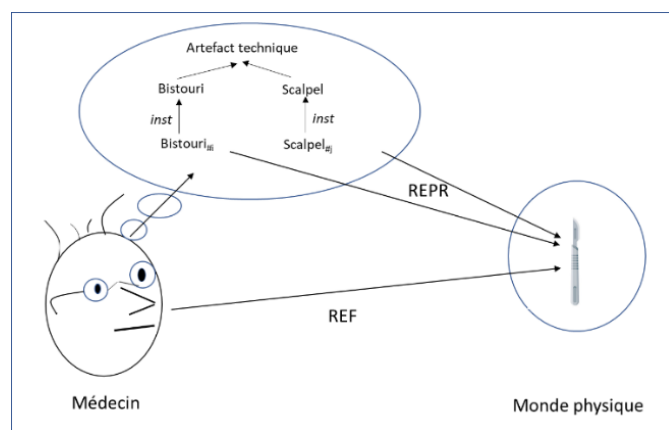 Artefact technique
Bistouri Scalpel
inst inst
Bistouri#i Scalpel#j
REPR
REF
Médecin
Monde physique